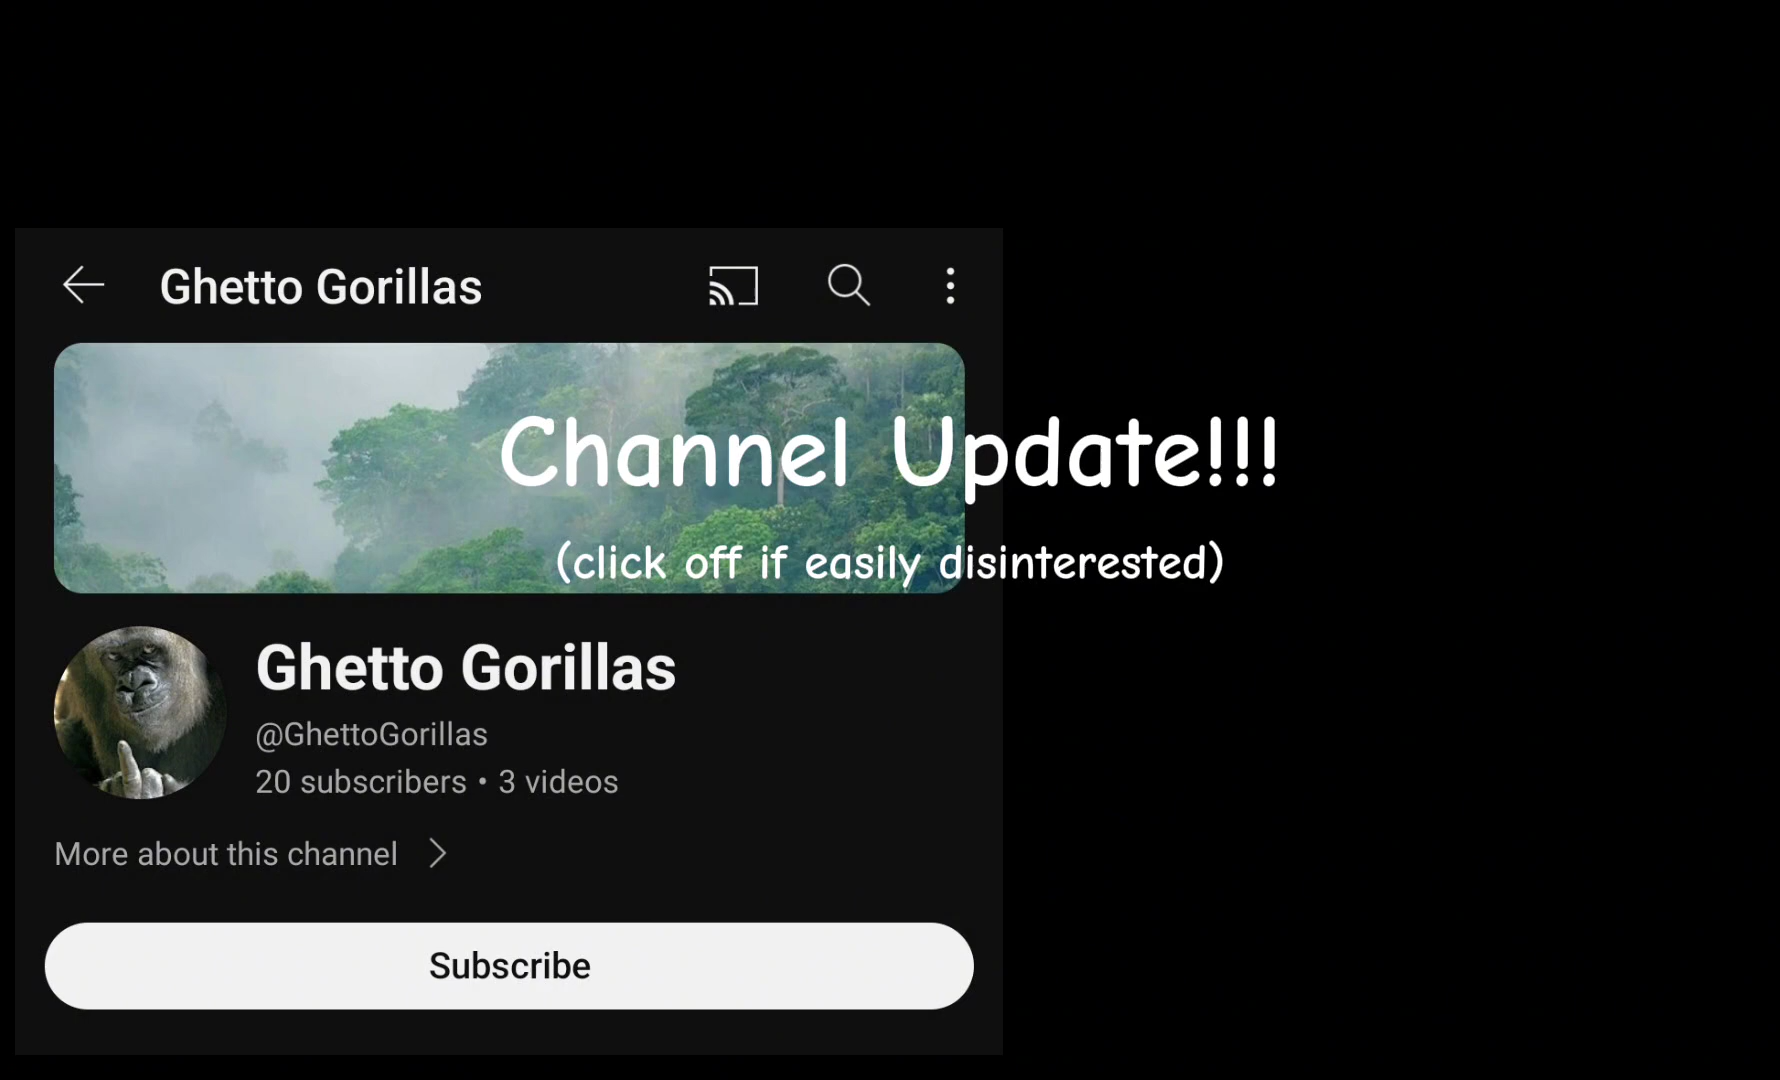 Ghetto Gorillas
Channel Update!!!
(click off if easily disinterested)
Ghetto Gorillas
@GhettoGorillas
20 subscribers • 3 videos
More about this channel
Subscribe